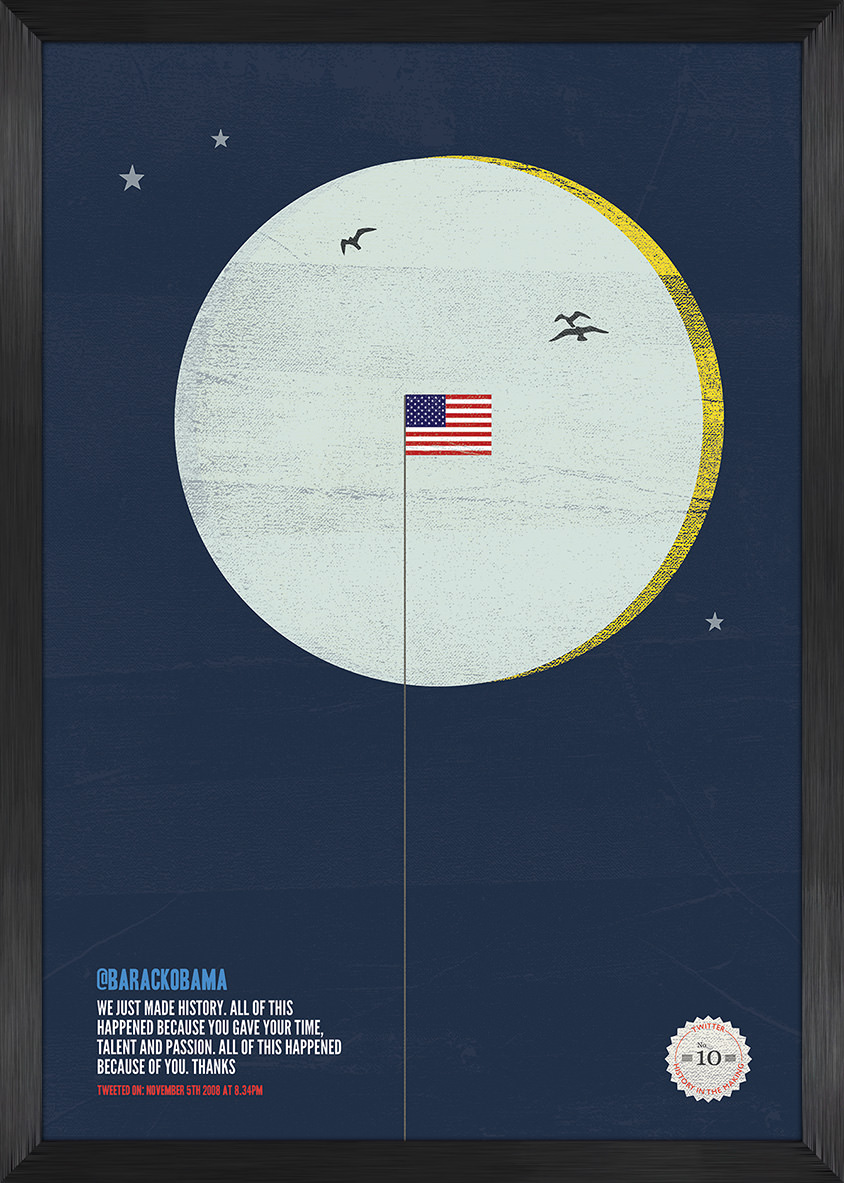 @BARACKOBAMA
WE JUST MADE HISTORY. ALL OF THIS
HAPPENED BECAUSE YOU GAVE YOUR TIME,
TALENT AND PASSION. ALL OF THIS HAPPENED
BECAUSE OF YOU. THANKS
TWEETED ON: NOVEMBER 5TH 2008 AT 8.34PM
TWITTER
No.
10
HISTORY IN THE MAKING